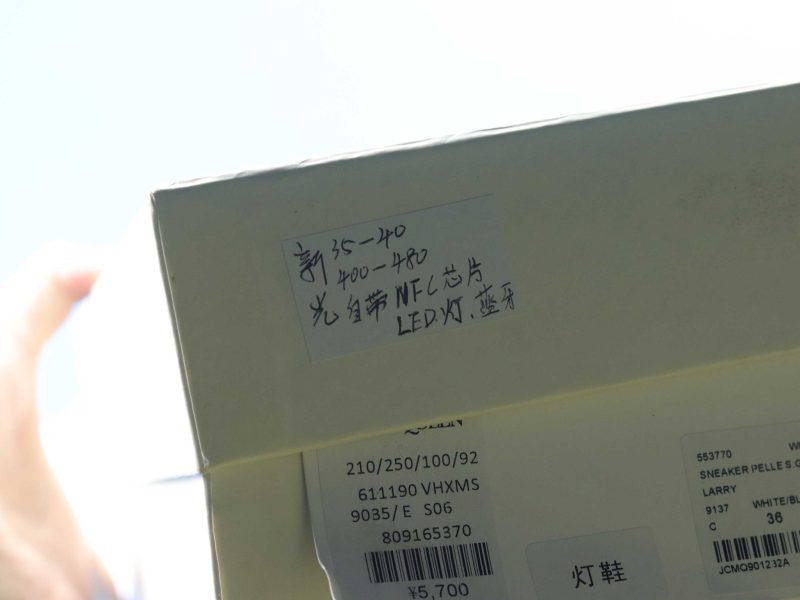 新 35-40
400-480
光 自带 NFC芯片
LED灯、蓝牙
QUEEN
210/250/100/92
611190 VHXMS
9035/ E S06
809165370
¥5,700
灯鞋
553770
SNEAKER PELLE S.G
LARRY
9137 WHITE/BL
C 36
JCMQ901232A